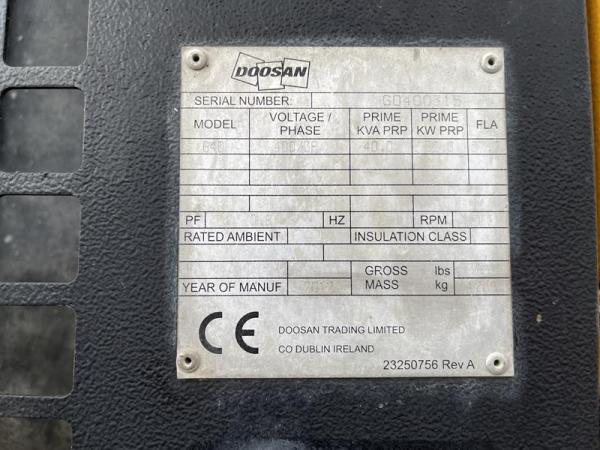 DOOSAN
SERIAL NUMBER:
MODEL VOLTAGE / PHASE PRIME KVA PRP PRIME KW PRP FLA
40.0
PF HZ RPM
RATED AMBIENT INSULATION CLASS
YEAR OF MANUF GROSS MASS lbs kg
CE
DOOSAN TRADING LIMITED
CO DUBLIN IRELAND
23250756 Rev A